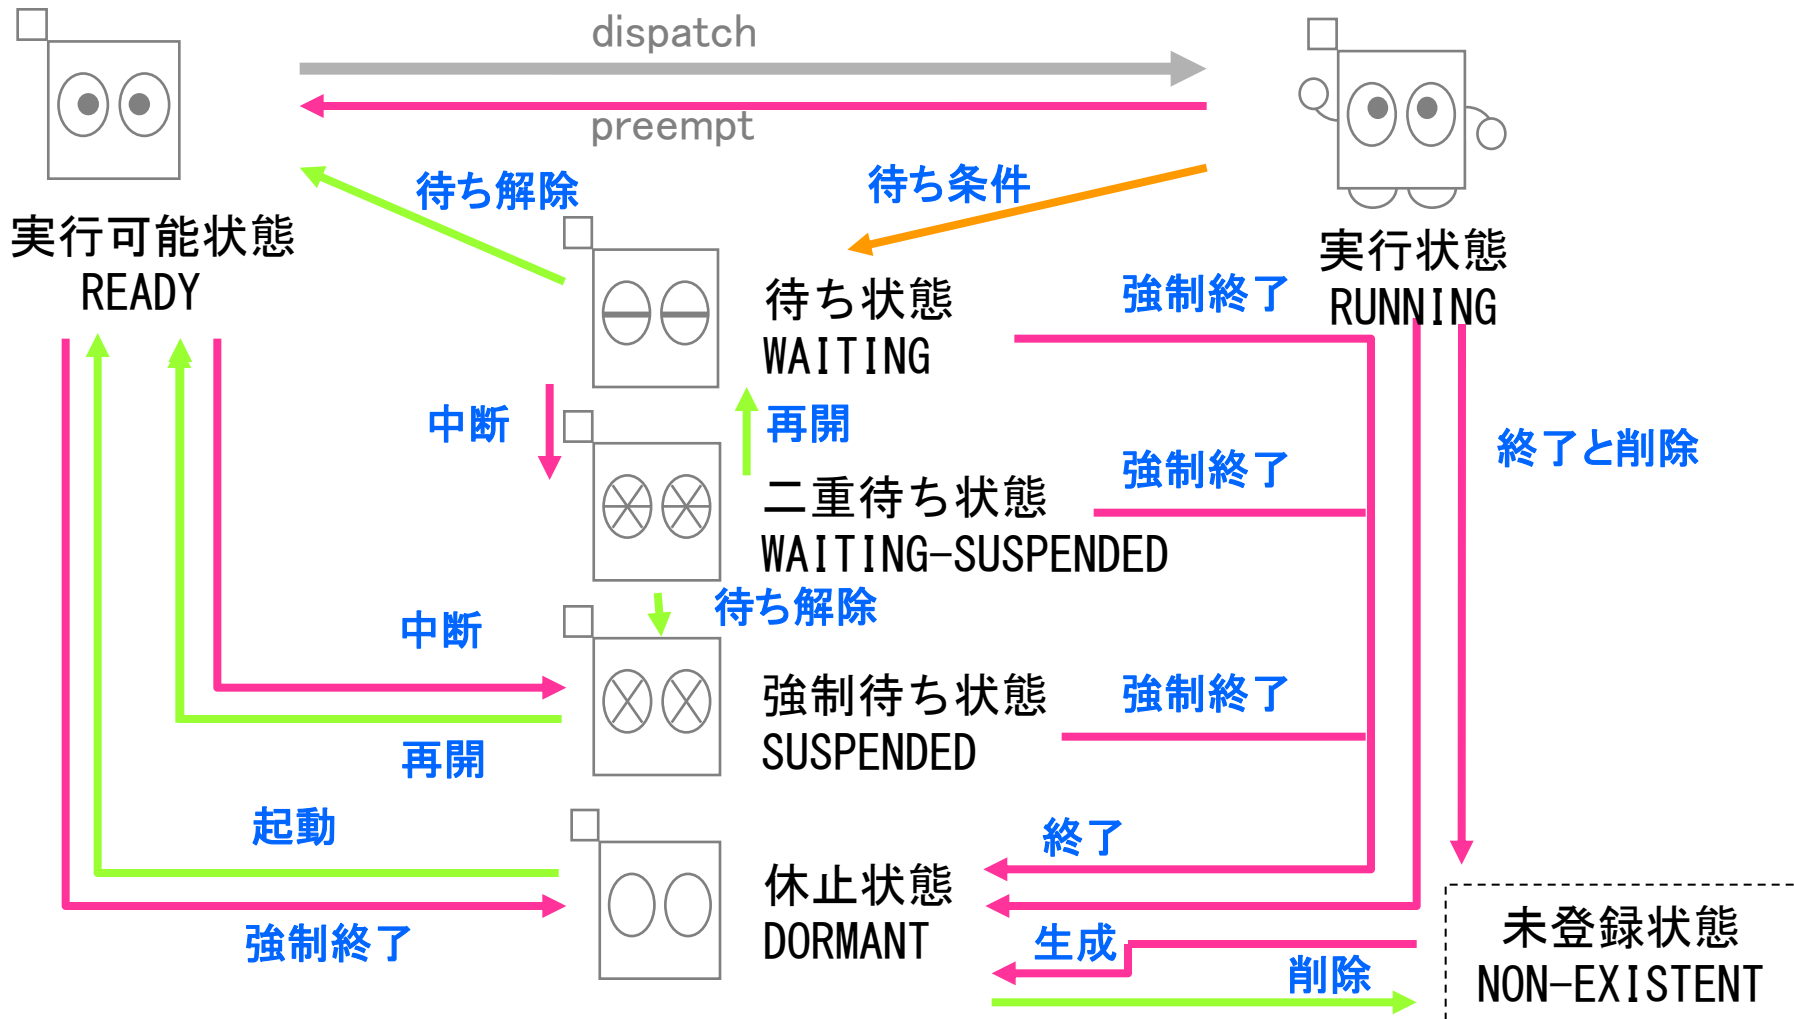 dispatch
preempt
待ち解除
待ち条件
実行可能状態
READY
実行状態
RUNNING
待ち状態
WAITING
強制終了
中断
再開
終了と削除
二重待ち状態
WAITING-SUSPENDED
強制終了
待ち解除
中断
強制待ち状態
SUSPENDED
強制終了
再開
起動
終了
休止状態
DORMANT
強制終了
生成
削除
未登録状態
NON-EXISTENT